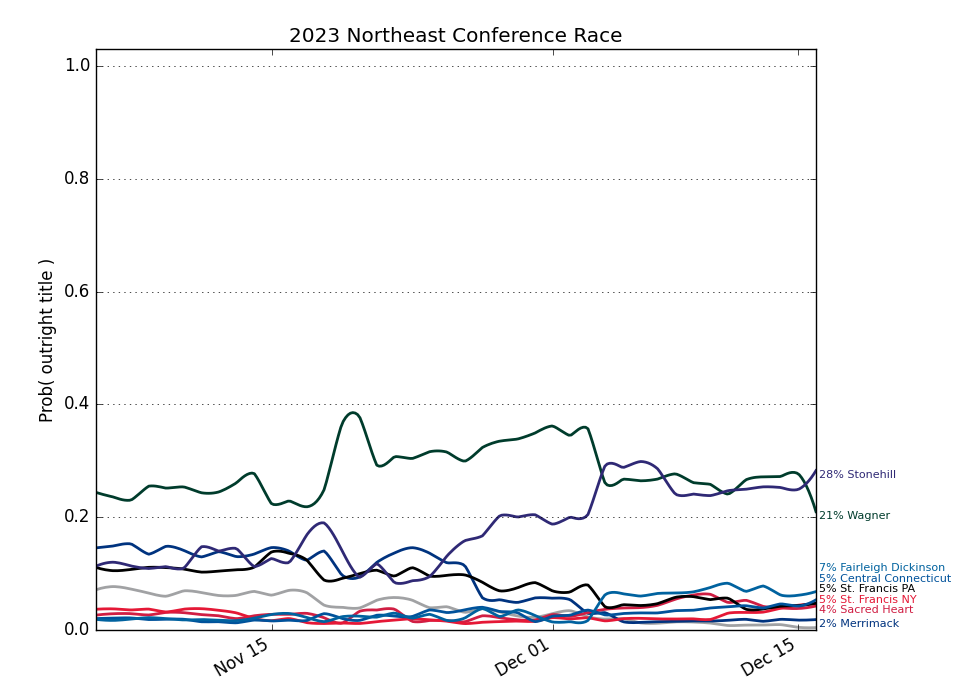 2023 Northeast Conference Race
Prob( outright title )
1.0
0.8
0.6
0.4
0.2
0.0
Nov 15
Dec 01
Dec 15
28% Stonehill
21% Wagner
7% Fairleigh Dickinson
5% Central Connecticut
5% St. Francis PA
5% St. Francis NY
4% Sacred Heart
2% Merrimack